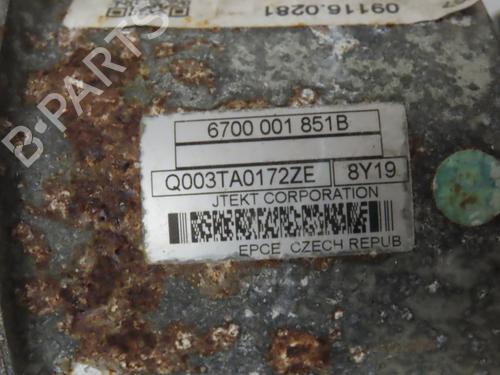 09116.0281
6700 001 851B
Q003TA0172ZE 8Y19
JTEKT CORPORATION
EPCE CZECH REPUB
B-PARTS